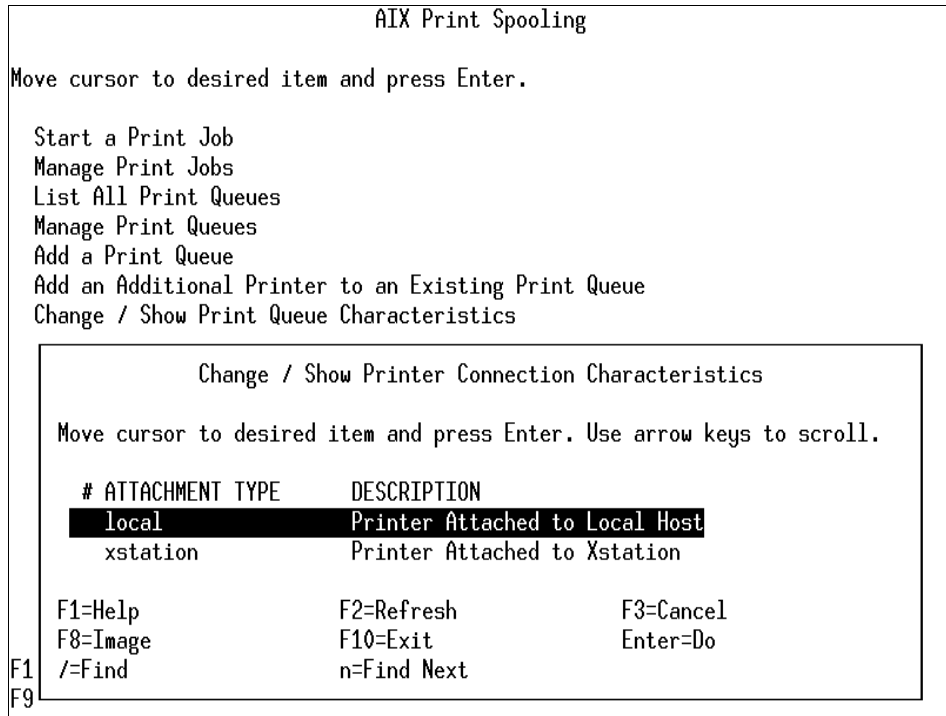 AIX Print Spooling
Move cursor to desired item and press Enter.
Start a Print Job
Manage Print Jobs
List All Print Queues
Manage Print Queues
Add a Print Queue
Add an Additional Printer to an Existing Print Queue
Change / Show Print Queue Characteristics
Change / Show Printer Connection Characteristics
Move cursor to desired item and press Enter. Use arrow keys to scroll.
# ATTACHMENT TYPE DESCRIPTION
local Printer Attached to Local Host
xstation Printer Attached to Xstation
F1=Help F2=Refresh F3=Cancel
F8=Image F10=Exit Enter=Do
F1 /=Find n=Find Next
F9